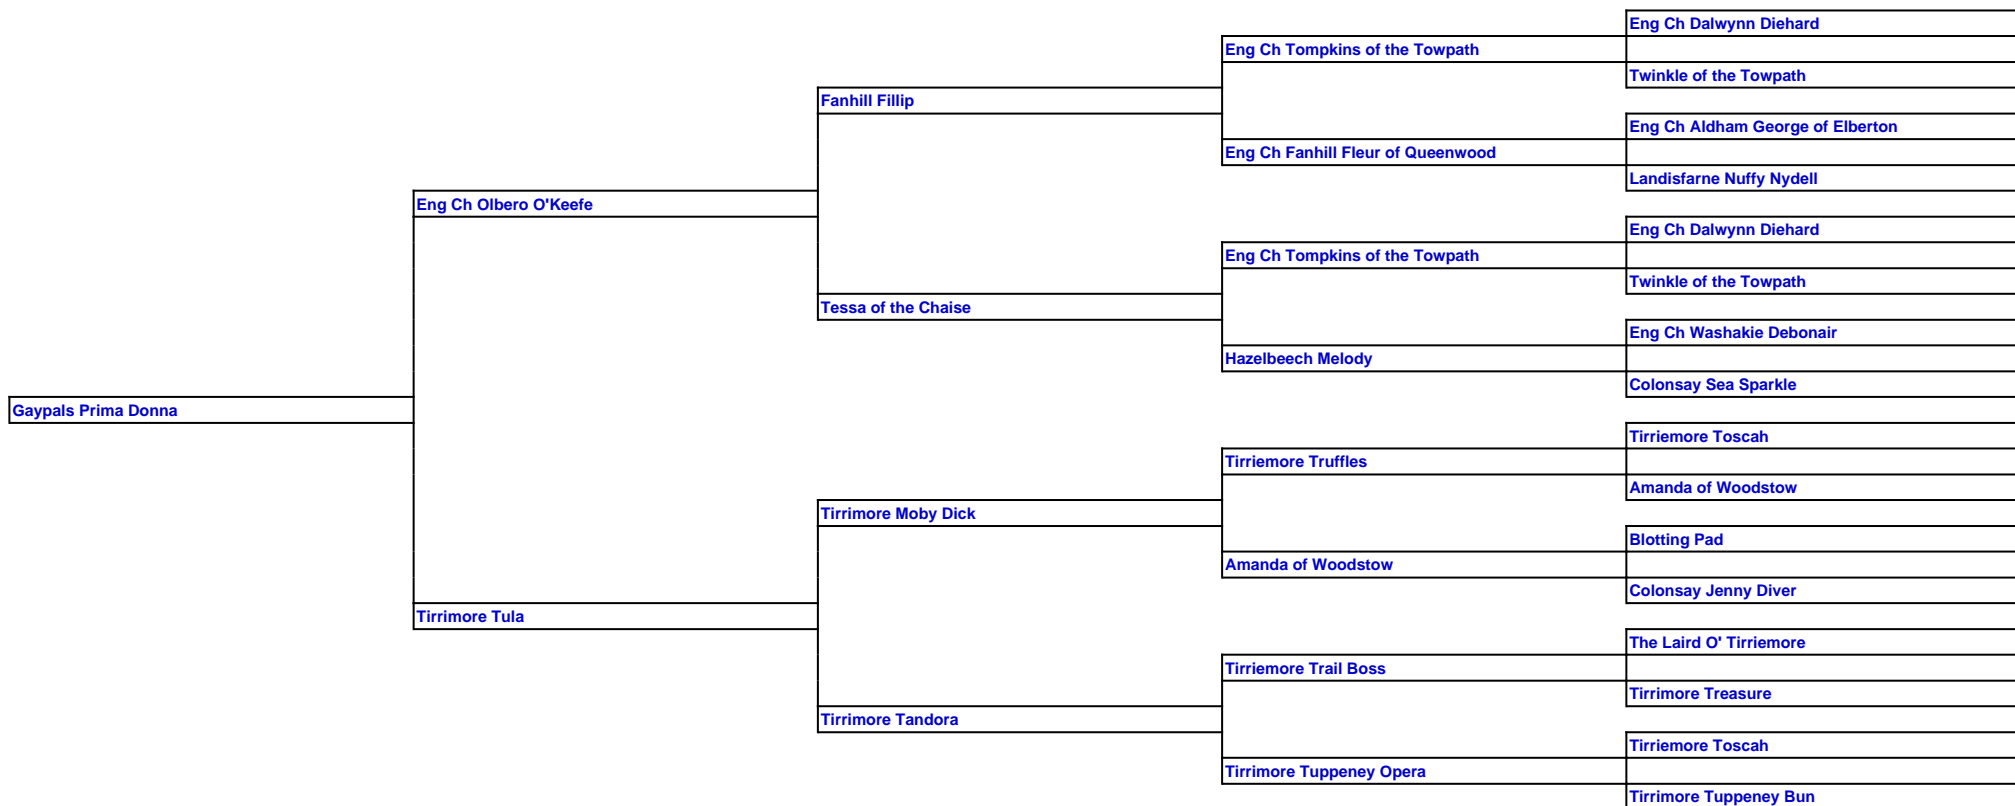 Eng Ch Dalwynn Diehard
Eng Ch Tompkins of the Towpath
Twinkle of the Towpath
Fanhill Fillip
Eng Ch Aldham George of Elberton
Eng Ch Fanhill Fleur of Queenwood
Landisfarne Nuffy Nydell
Eng Ch Olbero O'Keefe
Eng Ch Dalwynn Diehard
Eng Ch Tompkins of the Towpath
Twinkle of the Towpath
Tessa of the Chaise
Eng Ch Washakie Debonair
Hazelbeech Melody
Colonsay Sea Sparkle
Gaypals Prima Donna
Tirriemore Toscah
Tirriemore Truffles
Amanda of Woodstow
Tirrimore Moby Dick
Blotting Pad
Amanda of Woodstow
Colonsay Jenny Diver
Tirrimore Tula
The Laird O' Tirriemore
Tirriemore Trail Boss
Tirrimore Treasure
Tirrimore Tandora
Tirriemore Toscah
Tirrimore Tuppeney Opera
Tirrimore Tuppeney Bun